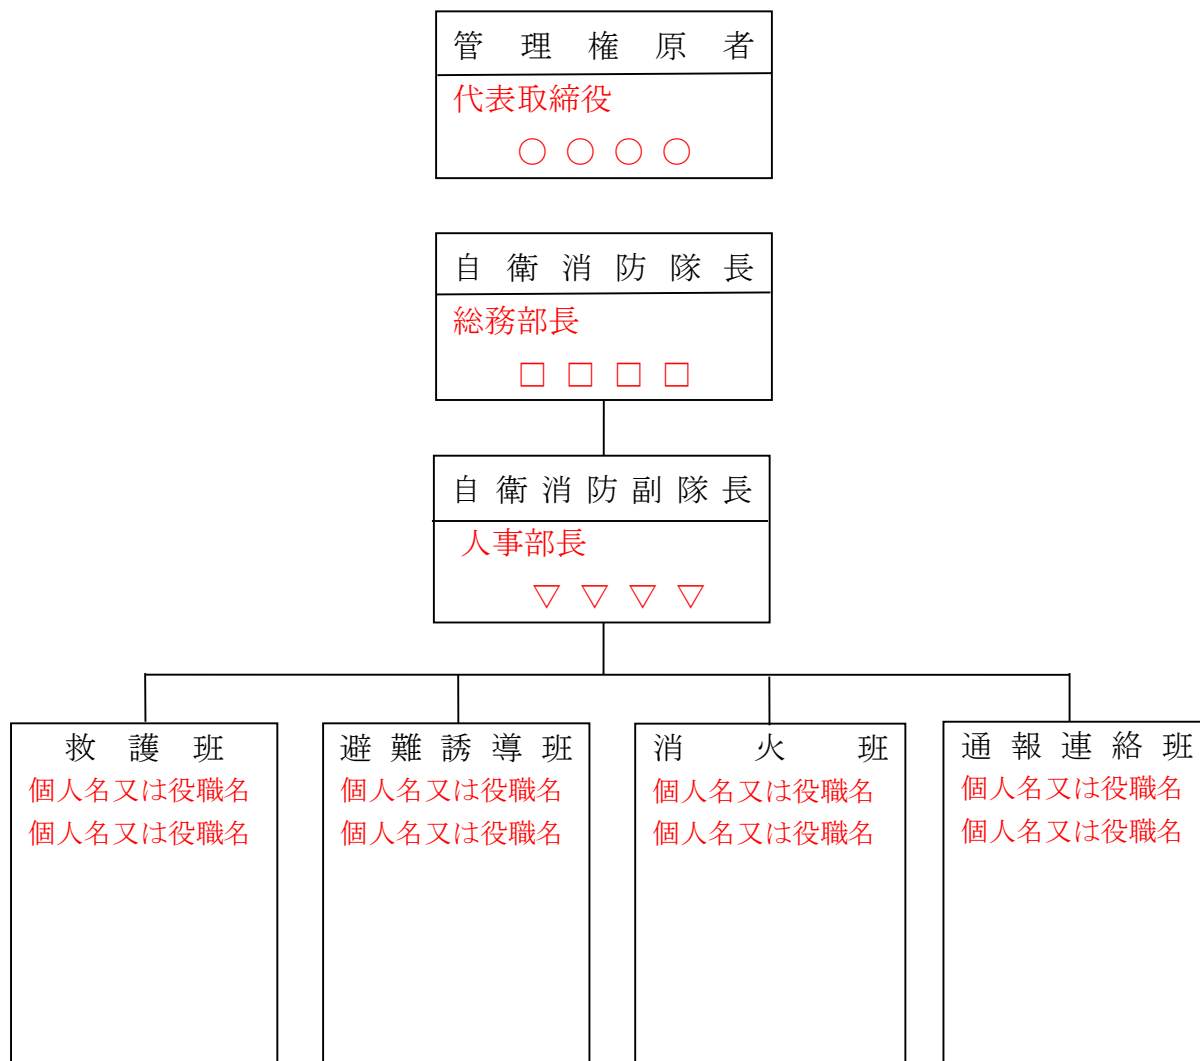 管理権原者
代表取締役
○○○○
自衛消防隊長
総務部長
□□□□
自衛消防副隊長
人事部長
▽▽▽▽
救護班
個人名又は役職名
個人名又は役職名
避難誘導班
個人名又は役職名
個人名又は役職名
消火班
個人名又は役職名
個人名又は役職名
通報連絡班
個人名又は役職名
個人名又は役職名